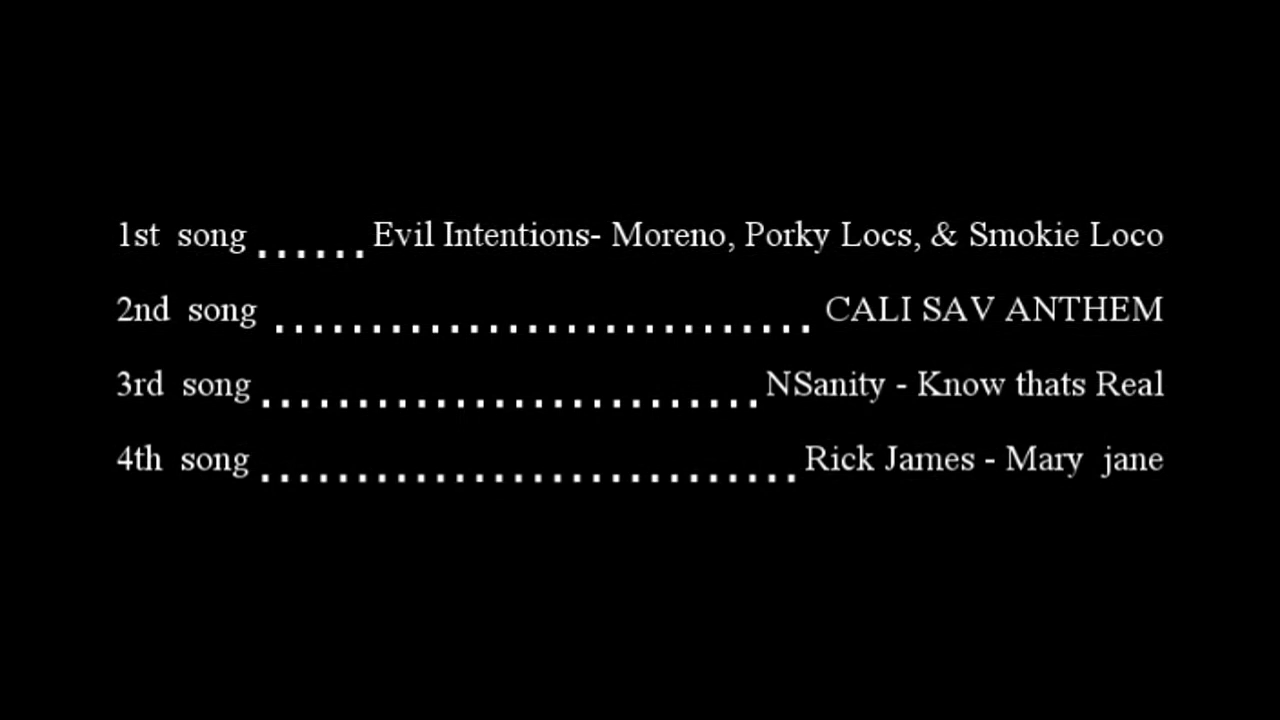 1st song ...... Evil Intentions- Moreno, Porky Locs, & Smokie Loco
2nd song ............................ CALI SAV ANTHEM
3rd song .......................... NSanity - Know thats Real
4th song ............................ Rick James - Mary jane